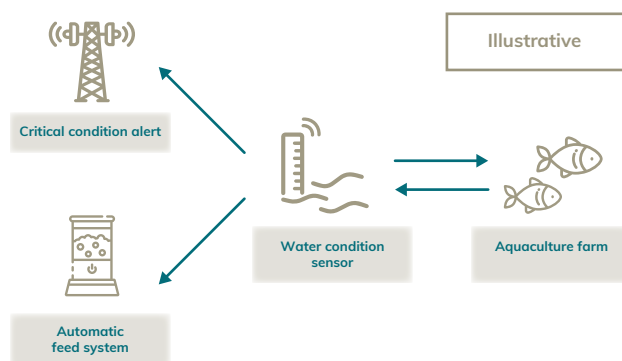 Illustrative
Critical condition alert
Water condition
sensor
Aquaculture farm
Automatic
feed system